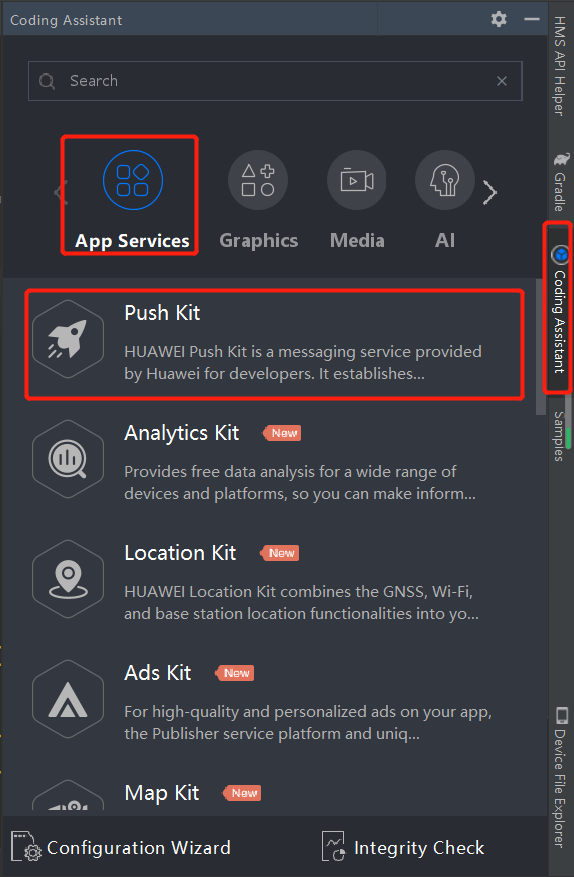 Coding Assistant
Search
App Services
Graphics
Media
AI
Push Kit
HUAWEI Push Kit is a messaging service provided
by Huawei for developers. It establishes...
Analytics Kit
New
Provides free data analysis for a wide range of
devices and platforms, so you can make inform...
Location Kit
New
HUAWEI Location Kit combines the GNSS, Wi-Fi,
and base station location functionalities into yo...
Ads Kit
New
For high-quality and personalized ads on your app,
the Publisher service platform and uniq...
Map Kit
New
Configuration Wizard
Integrity Check
HMS API Helper
Gradle
Coding Assistant
Samples
Device File Explorer